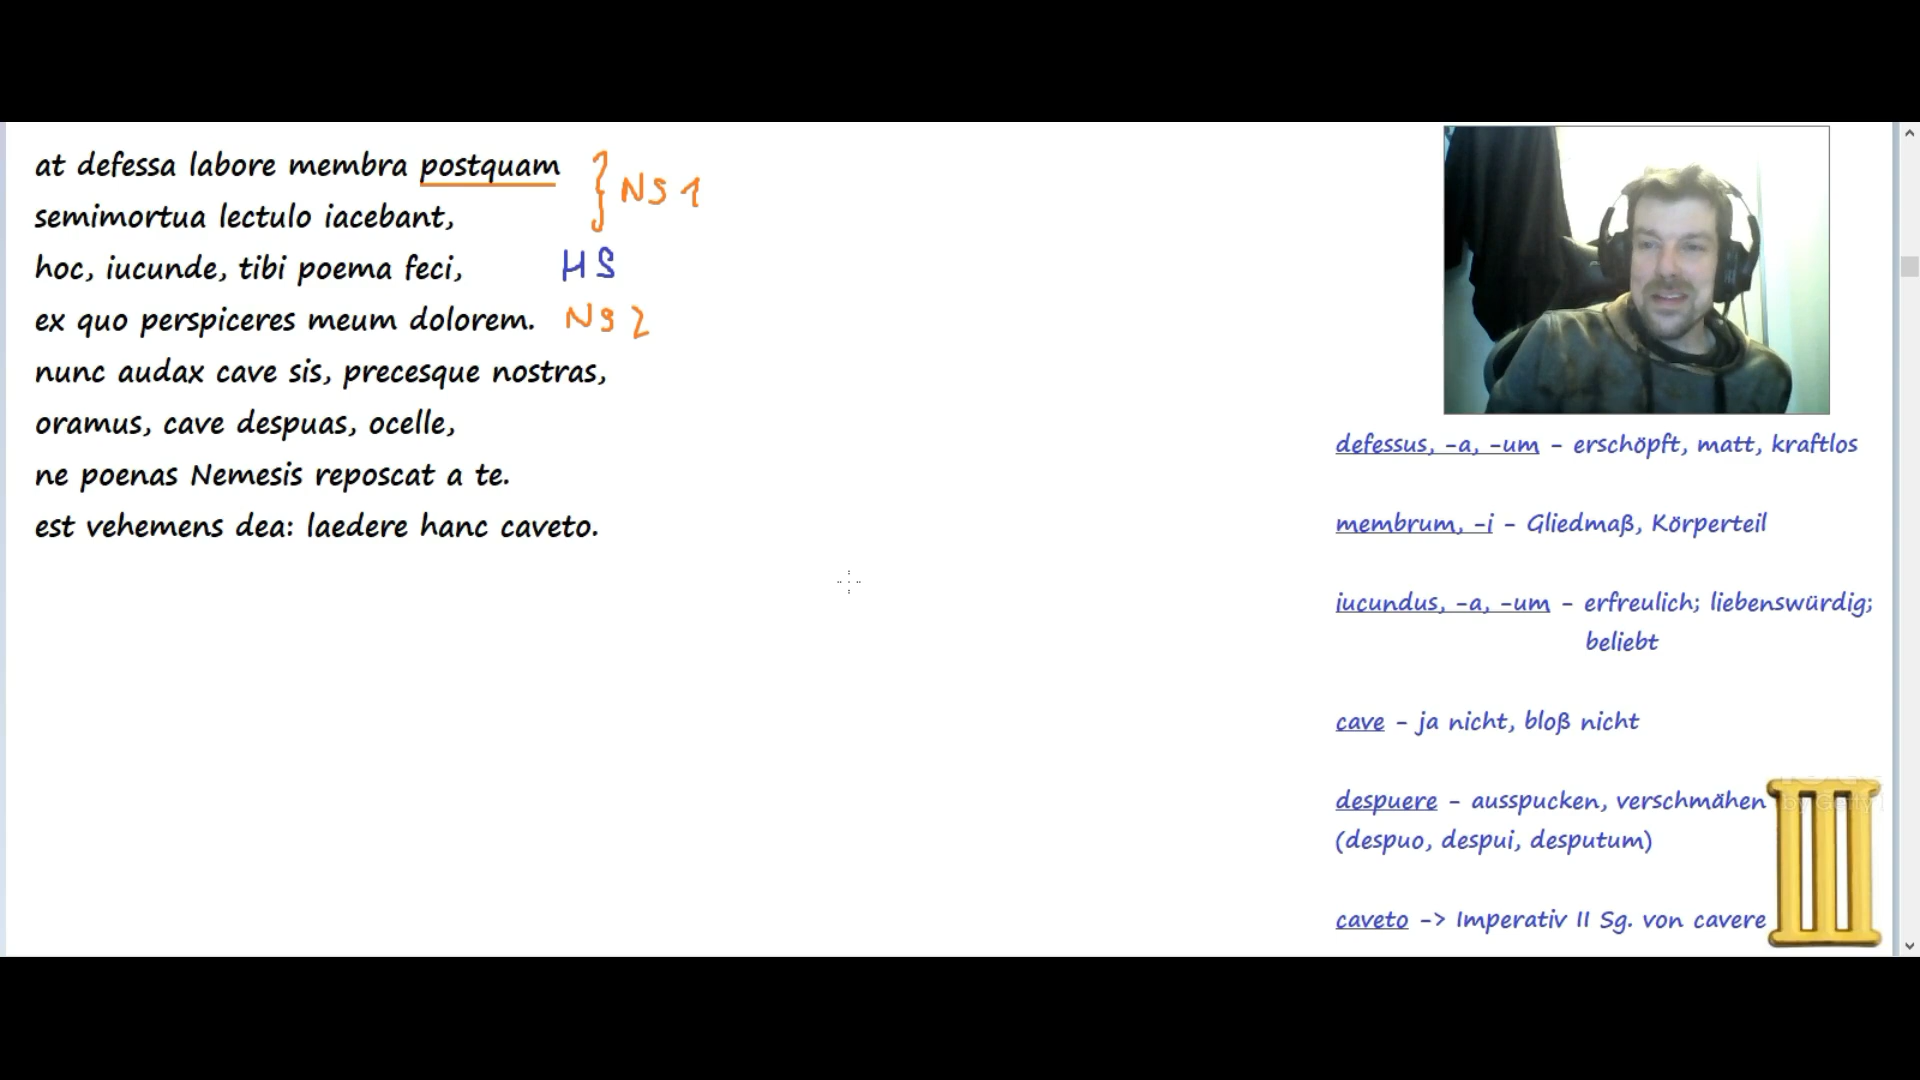 at defessa labore membra postquam
semimortua lectulo iacebant,
} NS 1
hoc, iucunde, tibi poema feci,
HS
ex quo perspiceres meum dolorem.
NS 2
nunc audax cave sis, precesque nostras,
oramus, cave despuas, ocelle,
ne poenas Nemesis reposcat a te.
est vehemens dea: laedere hanc caveto.
defessus, -a, -um - erschöpft, matt, kraftlos
membrum, -i - Gliedmaß, Körperteil
iucundus, -a, -um - erfreulich; liebenswürdig;
beliebt
cave - ja nicht, bloß nicht
despuere - ausspucken, verschmähen
(despuo, despui, desputum)
caveto -> Imperativ II Sg. von cavere